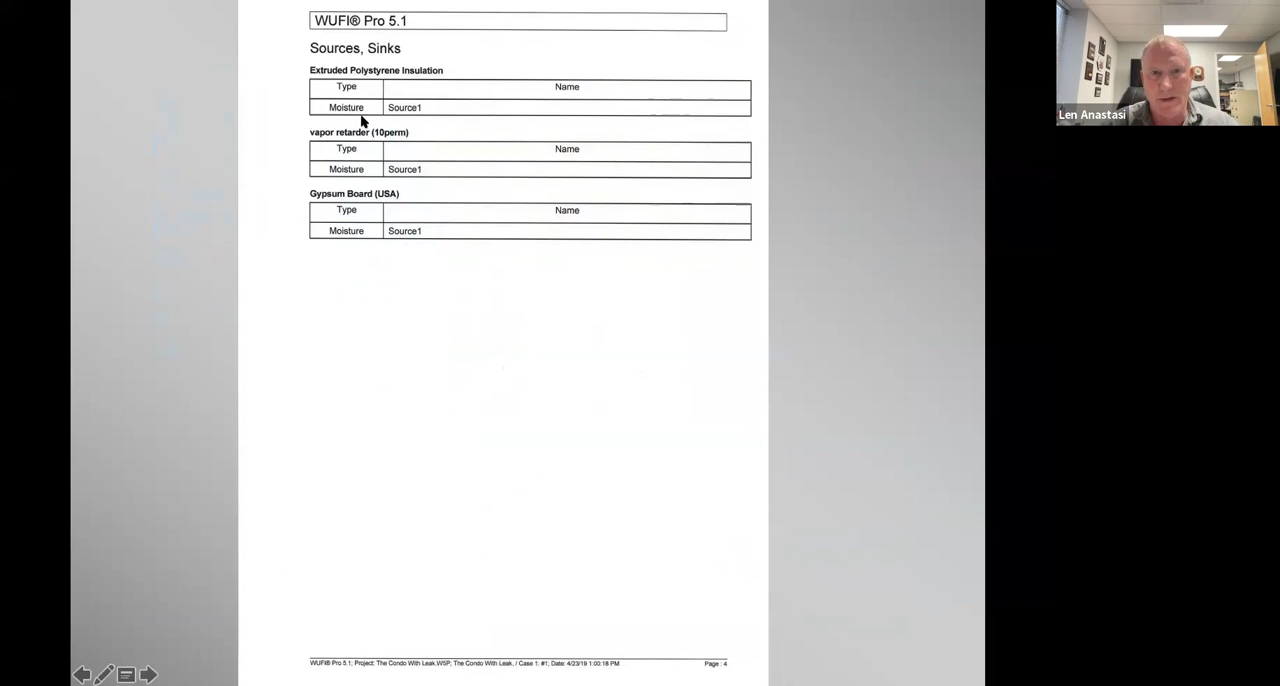 WUFI® Pro 5.1
Sources, Sinks
Extruded Polystyrene Insulation
Type Name
Moisture Source1
vapor retarder (10perm)
Type Name
Moisture Source1
Gypsum Board (USA)
Type Name
Moisture Source1
WUFI® Pro 5.1; Project: The Condo With Leak.W5P; The Condo With Leak, / Case 1: #1; Date: 4/23/19 1:00:18 PM Page : 4
Len Anastasi